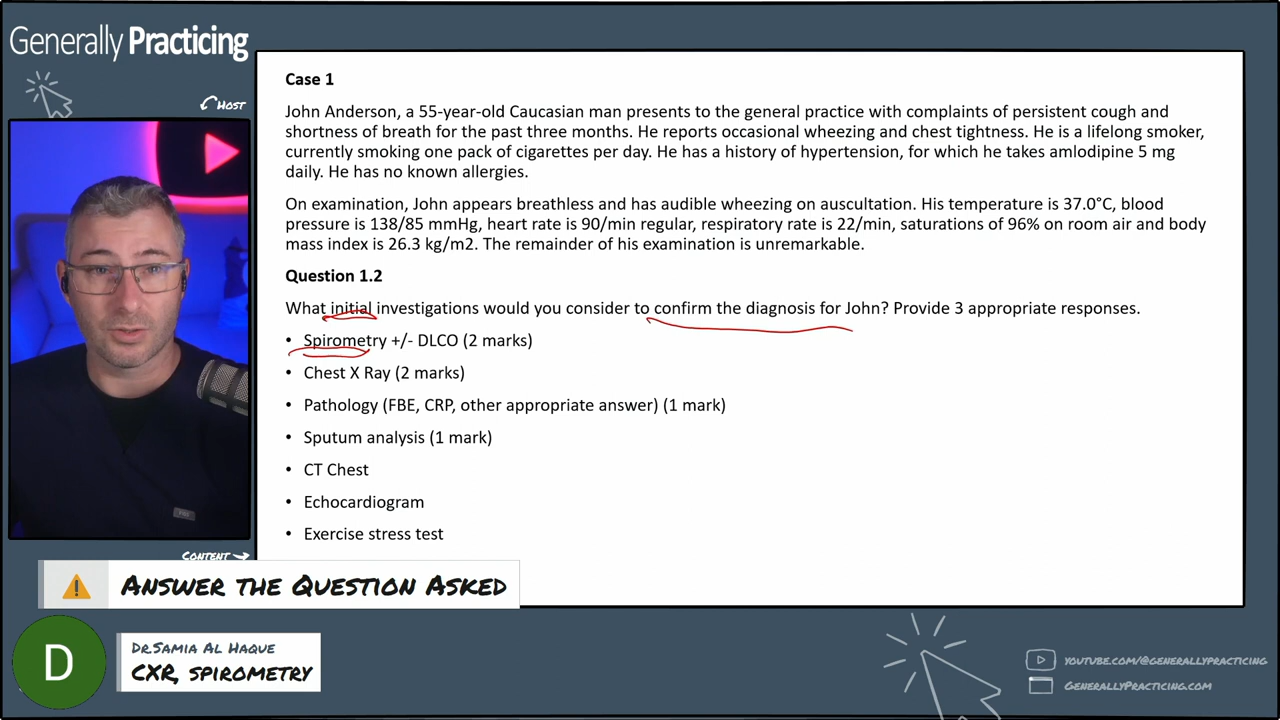 Generally Practicing
HOST
Case 1
John Anderson, a 55-year-old Caucasian man presents to the general practice with complaints of persistent cough and
shortness of breath for the past three months. He reports occasional wheezing and chest tightness. He is a lifelong smoker,
currently smoking one pack of cigarettes per day. He has a history of hypertension, for which he takes amlodipine 5 mg
daily. He has no known allergies.
On examination, John appears breathless and has audible wheezing on auscultation. His temperature is 37.0°C, blood
pressure is 138/85 mmHg, heart rate is 90/min regular, respiratory rate is 22/min, saturations of 96% on room air and body
mass index is 26.3 kg/m2. The remainder of his examination is unremarkable.
Question 1.2
What initial investigations would you consider to confirm the diagnosis for John? Provide 3 appropriate responses.
• Spirometry +/- DLCO (2 marks)
• Chest X Ray (2 marks)
• Pathology (FBE, CRP, other appropriate answer) (1 mark)
• Sputum analysis (1 mark)
• CT Chest
• Echocardiogram
• Exercise stress test
CONTENT
ANSWER THE QUESTION ASKED
D
DR.SAMIA AL HAQUE
CXR, SPIROMETRY
YOUTUBE.COM/@GENERALLYPRACTICING
GENERALLYPRACTICING.COM